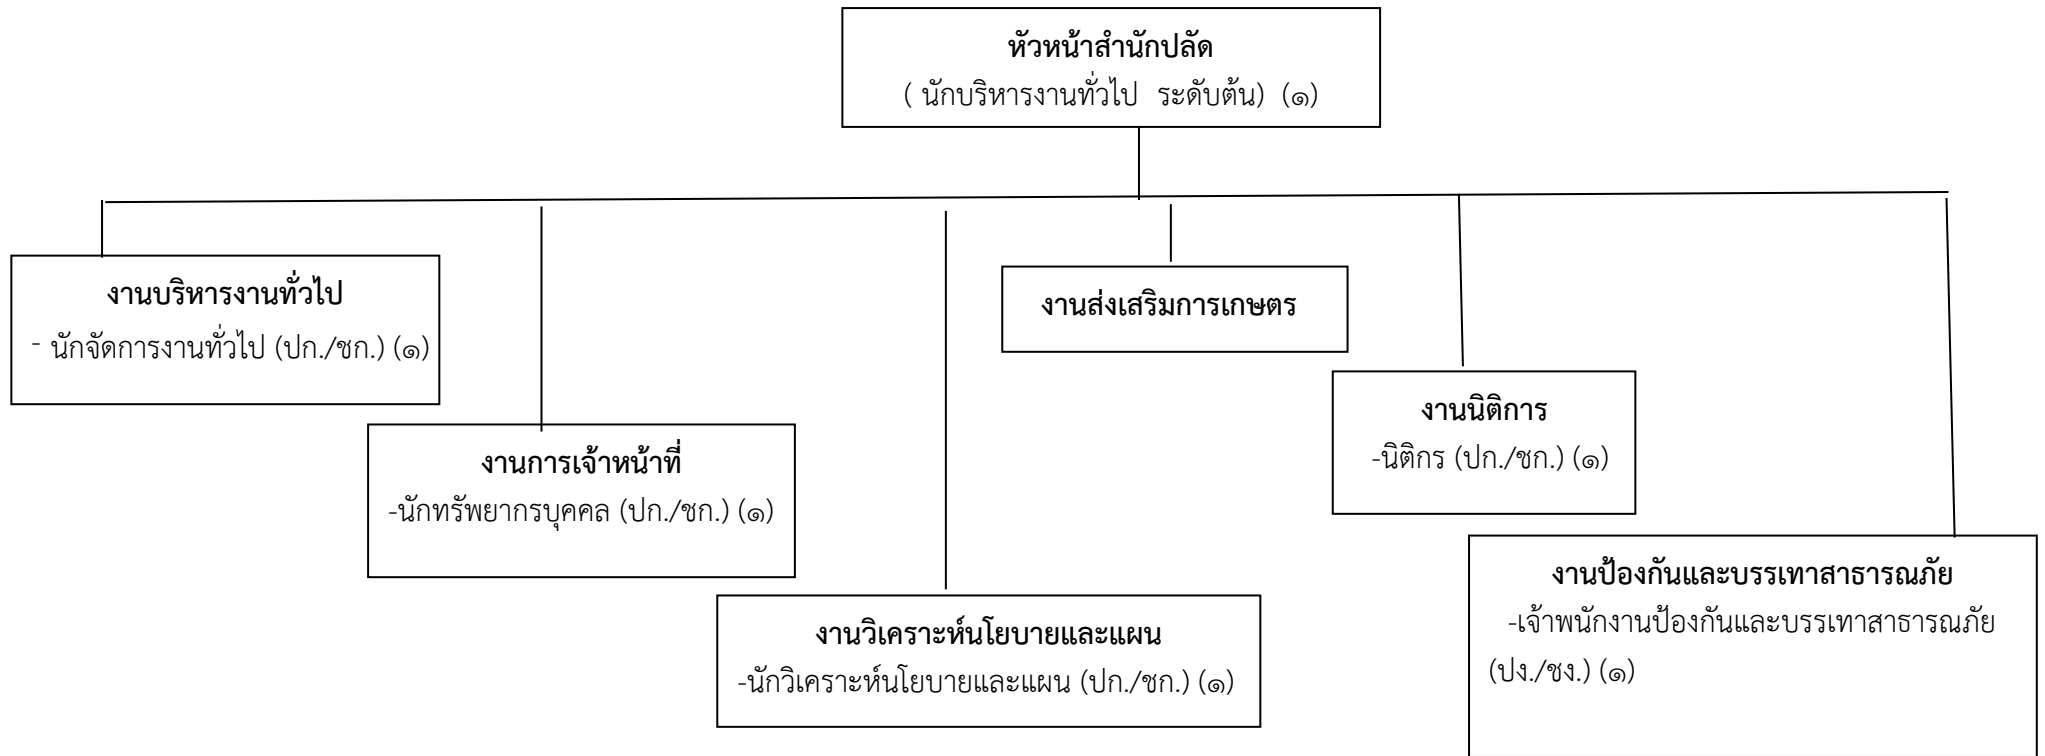 หัวหน้าสำนักปลัด
( นักบริหารงานทั่วไป ระดับต้น) (๑)
งานบริหารงานทั่วไป
- นักจัดการงานทั่วไป (ปก./ชก.) (๑)
งานการเจ้าหน้าที่
-นักทรัพยากรบุคคล (ปก./ชก.) (๑)
งานวิเคราะห์นโยบายและแผน
-นักวิเคราะห์นโยบายและแผน (ปก./ชก.) (๑)
งานส่งเสริมการเกษตร
งานนิติการ
-นิติกร (ปก./ชก.) (๑)
งานป้องกันและบรรเทาสาธารณภัย
-เจ้าพนักงานป้องกันและบรรเทาสาธารณภัย
(ปง./ชง.) (๑)